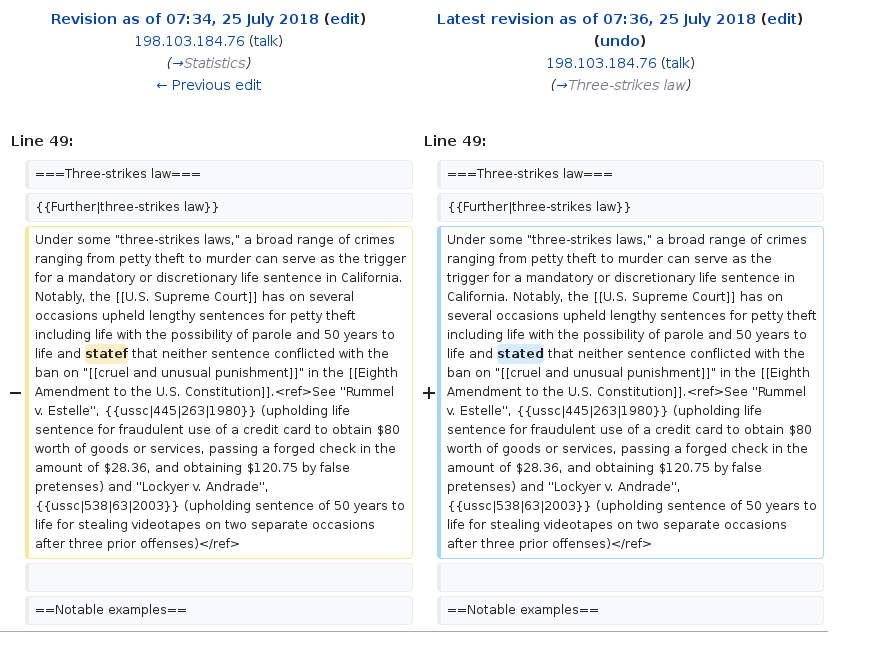 Revision as of 07:34, 25 July 2018 (edit)
198.103.184.76 (talk)
(→Statistics)
← Previous edit
Latest revision as of 07:36, 25 July 2018 (edit)
(undo)
198.103.184.76 (talk)
(→Three-strikes law)
Line 49:
Line 49:
===Three-strikes law===
===Three-strikes law===
{{Further|three-strikes law}}
{{Further|three-strikes law}}
−
Under some "three-strikes laws," a broad range of crimes
ranging from petty theft to murder can serve as the trigger
for a mandatory or discretionary life sentence in California.
Notably, the [[U.S. Supreme Court]] has on several
occasions upheld lengthy sentences for petty theft
including life with the possibility of parole and 50 years to
life and statef that neither sentence conflicted with the
ban on "[[cruel and unusual punishment]]" in the [[Eighth
Amendment to the U.S. Constitution]].<ref>See ''Rummel
v. Estelle'', {{ussc|445|263|1980}} (upholding life
sentence for fraudulent use of a credit card to obtain $80
worth of goods or services, passing a forged check in the
amount of $28.36, and obtaining $120.75 by false
pretenses) and ''Lockyer v. Andrade'',
{{ussc|538|63|2003}} (upholding sentence of 50 years to
life for stealing videotapes on two separate occasions
after three prior offenses)</ref>
+
Under some "three-strikes laws," a broad range of crimes
ranging from petty theft to murder can serve as the
trigger for a mandatory or discretionary life sentence in
California. Notably, the [[U.S. Supreme Court]] has on
several occasions upheld lengthy sentences for petty theft
including life with the possibility of parole and 50 years to
life and stated that neither sentence conflicted with the
ban on "[[cruel and unusual punishment]]" in the [[Eighth
Amendment to the U.S. Constitution]].<ref>See ''Rummel
v. Estelle'', {{ussc|445|263|1980}} (upholding life
sentence for fraudulent use of a credit card to obtain $80
worth of goods or services, passing a forged check in the
amount of $28.36, and obtaining $120.75 by false
pretenses) and ''Lockyer v. Andrade'',
{{ussc|538|63|2003}} (upholding sentence of 50 years to
life for stealing videotapes on two separate occasions
after three prior offenses)</ref>
==Notable examples==
==Notable examples==